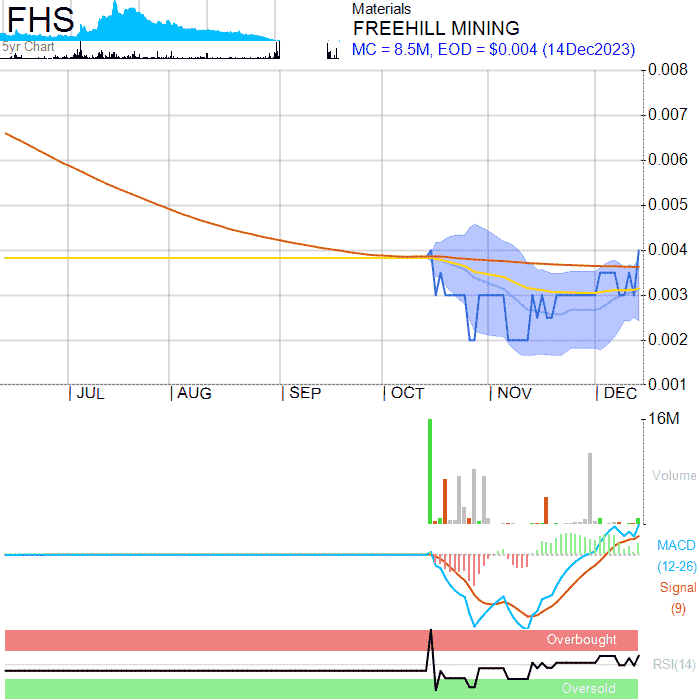 FHS
5yr Chart
Materials
FREEHILL MINING
MC = 8.5M, EOD = $0.004 (14Dec2023)
0.008
0.007
0.006
0.005
0.004
0.003
0.002
0.001
JUL AUG SEP OCT NOV DEC
16M
Volume
MACD
(12-26)
Signal
(9)
Overbought
RSI(14)
Oversold